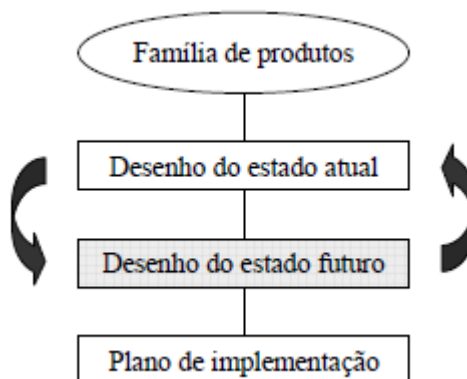 Família de produtos
Desenho do estado atual
Desenho do estado futuro
Plano de implementação